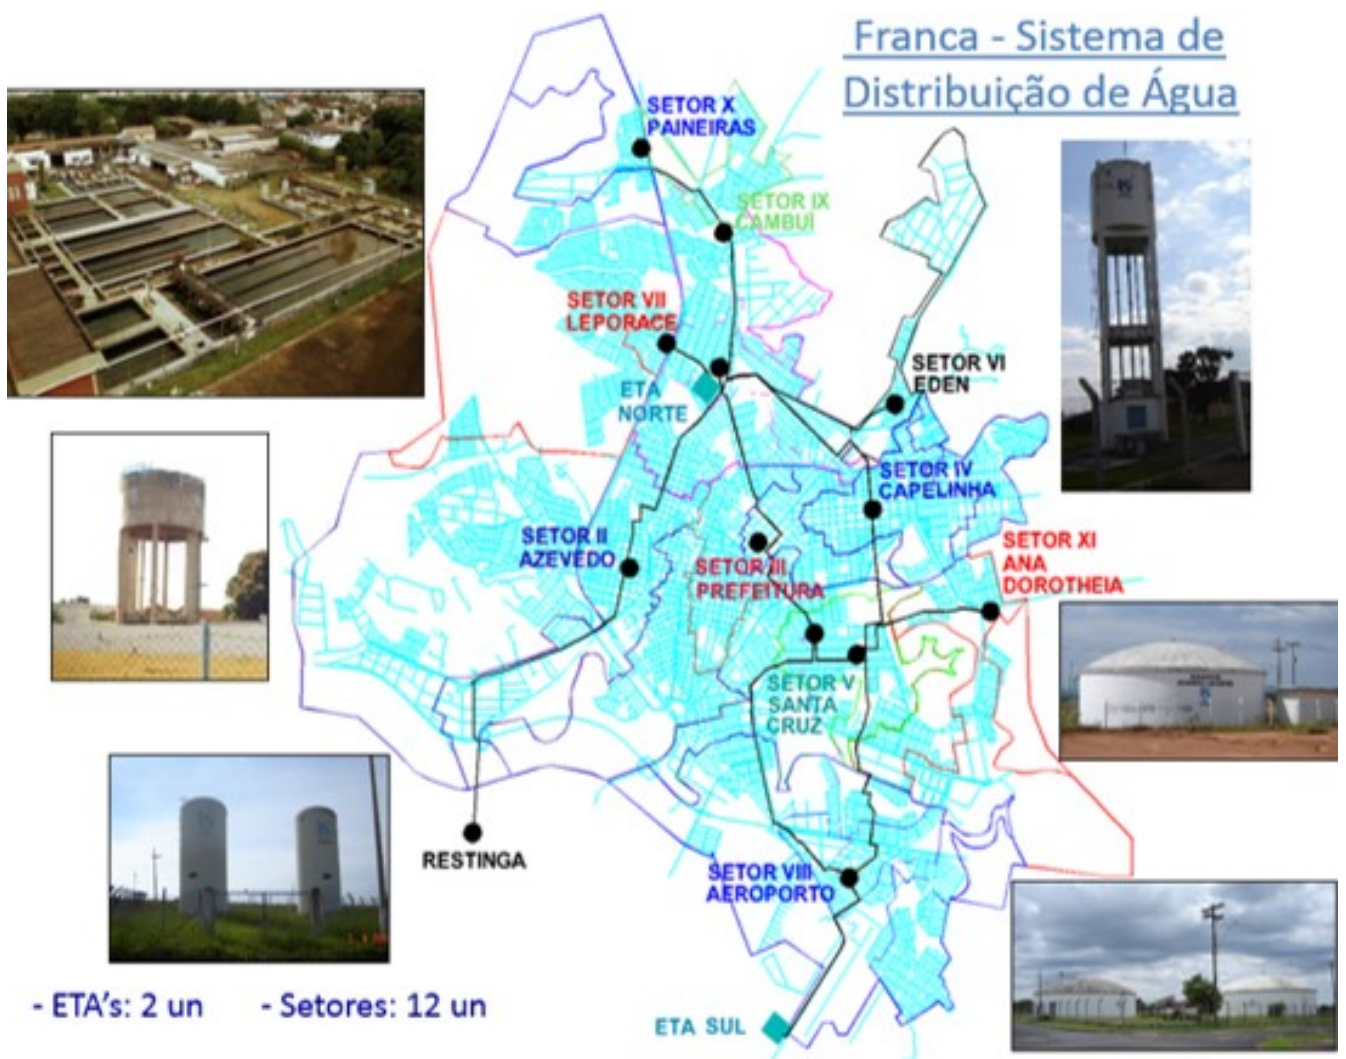 Franca - Sistema de
Distribuição de Água
SETOR X
PAINEIRAS
SETOR IX
CAMBUÍ
SETOR VII
LEPORACE
SETOR VI
EDEN
ETA
NORTE
SETOR IV
CAPELINHA
SETOR II
AZEVEDO
SETOR III
PREFEITURA
SETOR XI
ANA
DOROTHEIA
SETOR V
SANTA
CRUZ
RESTINGA
SETOR VIII
AEROPORTO
- ETA's: 2 un
- Setores: 12 un
ETA SUL